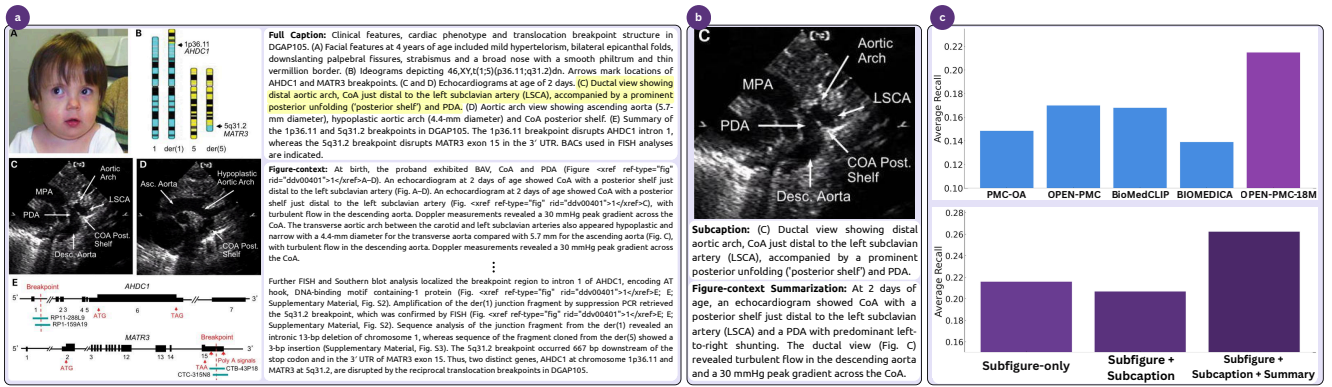 a
A
B
1p36.11
AHDC1
5q31.2
MATR3
1 der(1) 5 der(5)
C
Aortic
Arch
MPA
LSCA
PDA
COA Post.
Shelf
Desc. Aorta
D
Hypoplastic
Aortic Arch
Asc. Aorta
COA Post.
Shelf
E
Breakpoint
AHDC1
5' 3'
1 2 3 4 5 6 7
ATG TAG
RP11-288L9
RP1-159A19
MATR3
Breakpoint
5' 3'
1 2 3 12 13 14 15
Poly A signals
ATG TAA
CTB-43P18
CTC-315N8
Full Caption: Clinical features, cardiac phenotype and translocation breakpoint structure in
DGAP105. (A) Facial features at 4 years of age included mild hypertelorism, bilateral epicanthal folds,
downslanting palpebral fissures, strabismus and a broad nose with a smooth philtrum and thin
vermillion border. (B) Ideograms depicting 46,XY,t(1;5)(p36.11;q31.2)dn. Arrows mark locations of
AHDC1 and MATR3 breakpoints. (C and D) Echocardiograms at age of 2 days. (C) Ductal view showing
distal aortic arch, CoA just distal to the left subclavian artery (LSCA), accompanied by a prominent
posterior unfolding ('posterior shelf') and PDA. (D) Aortic arch view showing ascending aorta (5.7-
mm diameter), hypoplastic aortic arch (4.4-mm diameter) and CoA posterior shelf. (E) Summary of
the 1p36.11 and 5q31.2 breakpoints in DGAP105. The 1p36.11 breakpoint disrupts AHDC1 intron 1,
whereas the 5q31.2 breakpoint disrupts MATR3 exon 15 in the 3' UTR. BACs used in FISH analyses
are indicated.
Figure-context: At birth, the proband exhibited BAV, CoA and PDA (Figure <xref ref-type="fig"
rid="ddv00401">1</xref>A–D). An echocardiogram at 2 days of age showed CoA with a posterior shelf just
distal to the left subclavian artery (Fig. A–D). An echocardiogram at 2 days of age showed CoA with a posterior
shelf just distal to the left subclavian artery (Fig. <xref ref-type="fig" rid="ddv00401">1</xref>C), with
turbulent flow in the descending aorta. Doppler measurements revealed a 30 mmHg peak gradient across the
CoA. The transverse aortic arch between the carotid and left subclavian arteries also appeared hypoplastic and
narrow with a 4.4-mm diameter for the transverse aorta compared with 5.7 mm for the ascending aorta (Fig. C),
with turbulent flow in the descending aorta. Doppler measurements revealed a 30 mmHg peak gradient across
the CoA.
⋮
Further FISH and Southern blot analysis localized the breakpoint region to intron 1 of AHDC1, encoding AT
hook, DNA-binding motif containing-1 protein (Fig. <xref ref-type="fig" rid="ddv00401">1</xref>E; E;
Supplementary Material, Fig. S2). Amplification of the der(1) junction fragment by suppression PCR retrieved
the 5q31.2 breakpoint, which was confirmed by FISH (Fig. <xref ref-type="fig" rid="ddv00401">1</xref>E; E;
Supplementary Material, Fig. S2). Sequence analysis of the junction fragment from the der(1) revealed an
intronic 13-bp deletion of chromosome 1, whereas sequence of the fragment cloned from the der(5) showed a
3-bp insertion (Supplementary Material, Fig. S3). The 5q31.2 breakpoint occurred 667 bp downstream of the
stop codon and in the 3' UTR of MATR3 exon 15. Thus, two distinct genes, AHDC1 at chromosome 1p36.11 and
MATR3 at 5q31.2, are disrupted by the reciprocal translocation breakpoints in DGAP105.
b
C
Aortic
Arch
MPA
LSCA
PDA
COA Post.
Shelf
Desc. Aorta
Subcaption: (C) Ductal view showing distal
aortic arch, CoA just distal to the left subclavian
artery (LSCA), accompanied by a prominent
posterior unfolding ('posterior shelf') and PDA.
Figure-context Summarization: At 2 days of
age, an echocardiogram showed CoA with a
posterior shelf just distal to the left subclavian
artery (LSCA) and a PDA with predominant left-
to-right shunting. The ductal view (Fig. C)
revealed turbulent flow in the descending aorta
and a 30 mmHg peak gradient across the CoA.
c
Average Recall
0.22
0.20
0.18
0.16
0.14
0.12
0.10
PMC-OA OPEN-PMC BioMedCLIP BIOMEDICA OPEN-PMC-18M
Average Recall
0.28
0.26
0.24
0.22
0.20
0.18
0.16
Subfigure-only
Subfigure +
Subcaption
Subfigure +
Subcaption + Summary